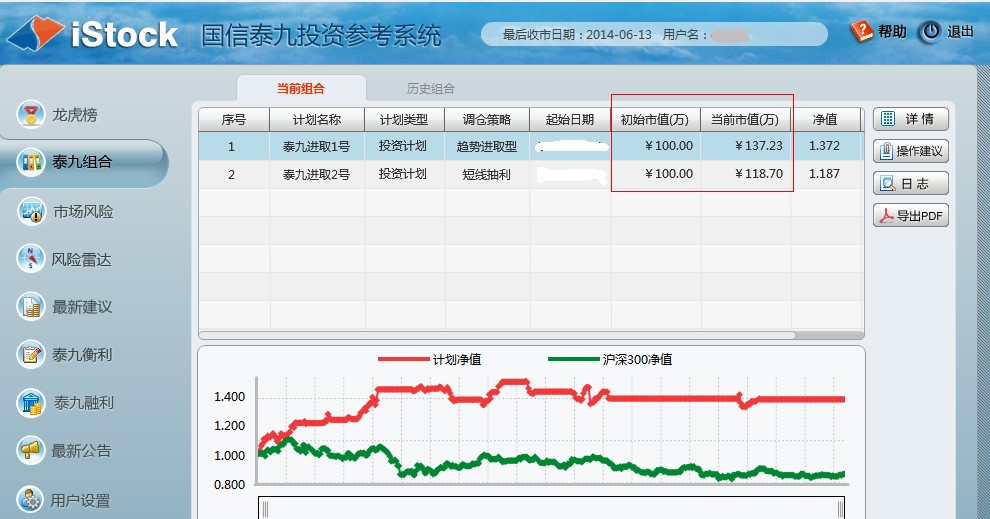 iStock 国信泰九投资参考系统 最后收市日期：2014-06-13 用户名： 帮助 退出
龙虎榜
泰九组合
市场风险
风险雷达
最新建议
泰九衡利
泰九融利
最新公告
用户设置
当前组合 历史组合
序号 计划名称 计划类型 调仓策略 起始日期 初始市值(万) 当前市值(万) 净值
1 泰九进取1号 投资计划 趋势进取型 ￥100.00 ￥137.23 1.372
2 泰九进取2号 投资计划 短线抽利 ￥100.00 ￥118.70 1.187
详 情
操作建议
日 志
导出PDF
计划净值 沪深300净值
1.400
1.200
1.000
0.800